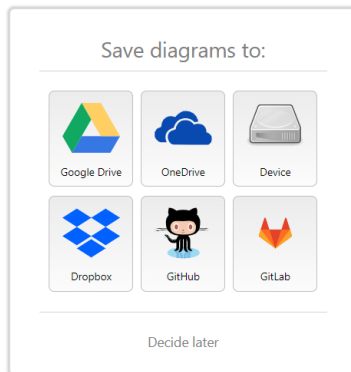 Save diagrams to:
Google Drive
OneDrive
Device
Dropbox
GitHub
GitLab
Decide later